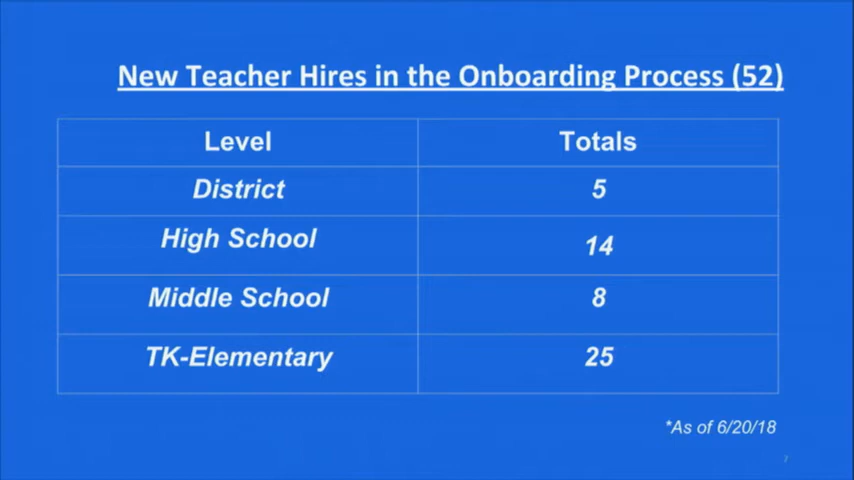 New Teacher Hires in the Onboarding Process (52)
Level Totals
District 5
High School 14
Middle School 8
TK-Elementary 25
*As of 6/20/18
7